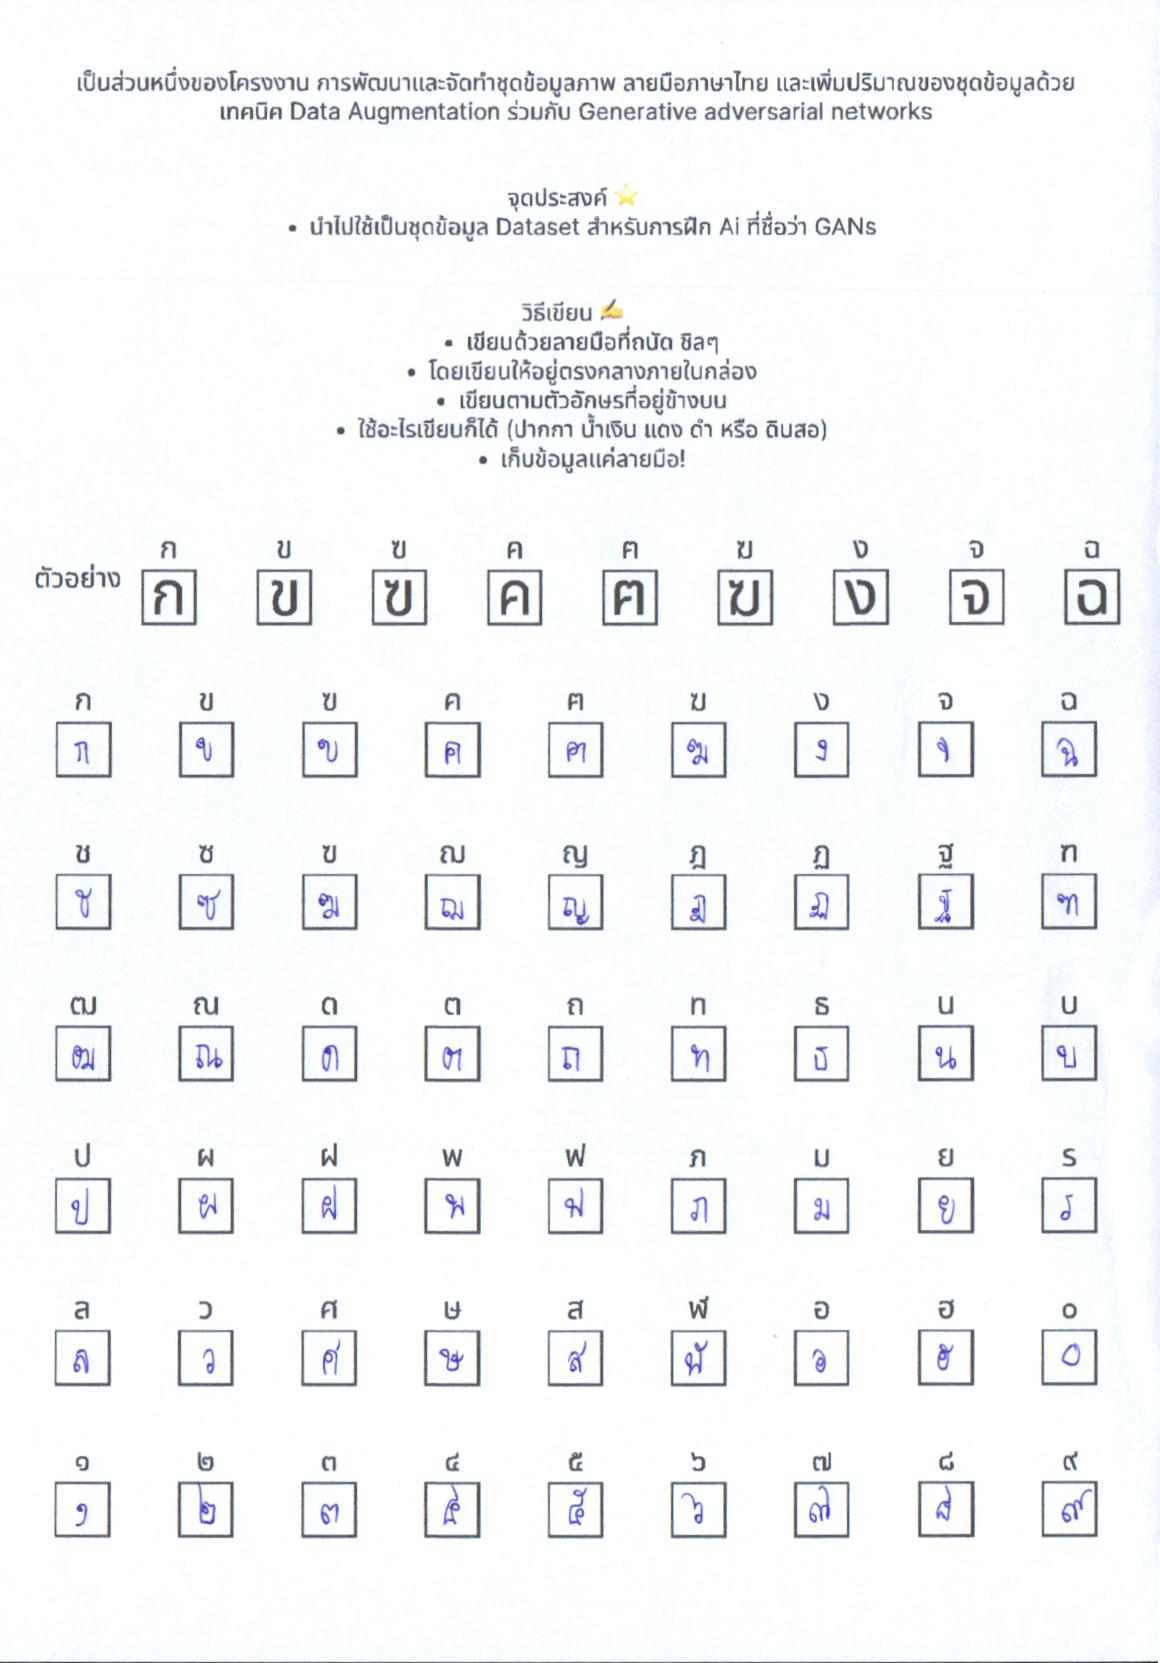 เป็นส่วนหนึ่งของโครงงาน การพัฒนาและจัดทำชุดข้อมูลภาพ ลายมือภาษาไทย และเพิ่มปริมาณของชุดข้อมูลด้วย
เทคนิค Data Augmentation ร่วมกับ Generative adversarial networks
จุดประสงค์ ⭐
• นำไปใช้เป็นชุดข้อมูล Dataset สำหรับการฝึก Ai ที่ชื่อว่า GANs
วิธีเขียน ✍
• เขียนด้วยลายมือที่ถนัด ชิลๆ
• โดยเขียนให้อยู่ตรงกลางภายในกล่อง
• เขียนตามตัวอักษรที่อยู่ข้างบน
• ใช้อะไรเขียนก็ได้ (ปากกา น้ำเงิน แดง ดำ หรือ ดินสอ)
• เก็บข้อมูลแค่ลายมือ!
ก ข ฃ ค ฅ ฆ ง จ ฉ
ตัวอย่าง ก ข ฃ ค ฅ ฆ ง จ ฉ
ก ข ฃ ค ฅ ฆ ง จ ฉ
ก ข ฃ ค ฅ ฆ ง จ ฉ
ช ซ ฃ ฌ ญ ฎ ฏ ฐ ฑ
ช ซ ฆ ฌ ญ ฎ ฏ ฐ ฑ
ฒ ณ ด ต ถ ท ธ น บ
ฒ ณ ด ต ถ ท ธ น บ
ป ผ ฝ พ ฟ ภ ม ย ร
ป ผ ฝ พ ฟ ภ ม ย ร
ล ว ศ ษ ส ฬ อ ฮ ๐
ล ว ศ ษ ส ฬ อ ฮ ๐
๑ ๒ ๓ ๔ ๕ ๖ ๗ ๘ ๙
๑ ๒ ๓ ๔ ๕ ๖ ๗ ๘ ๙